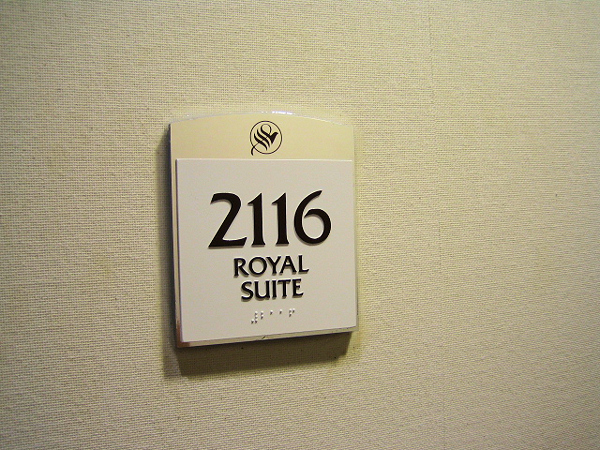 2116
ROYAL
SUITE
⠼⠃⠁⠁⠋